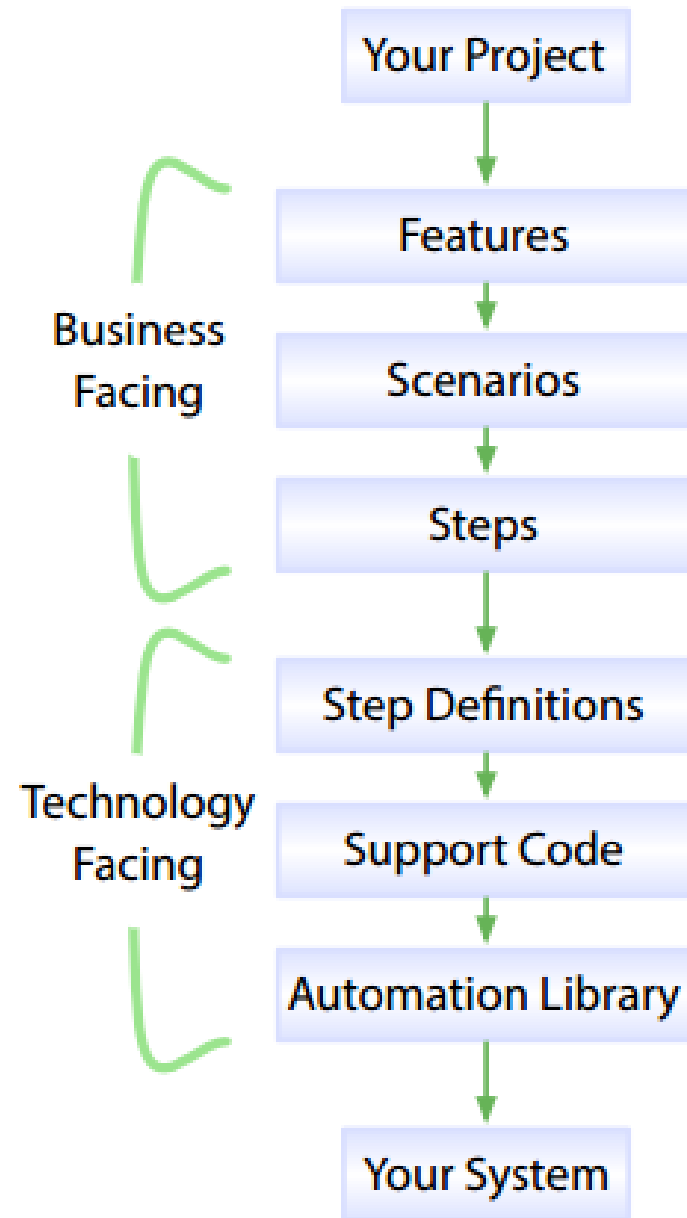 Your Project
Features
Business
Facing
Scenarios
Steps
Step Definitions
Technology
Facing
Support Code
Automation Library
Your System